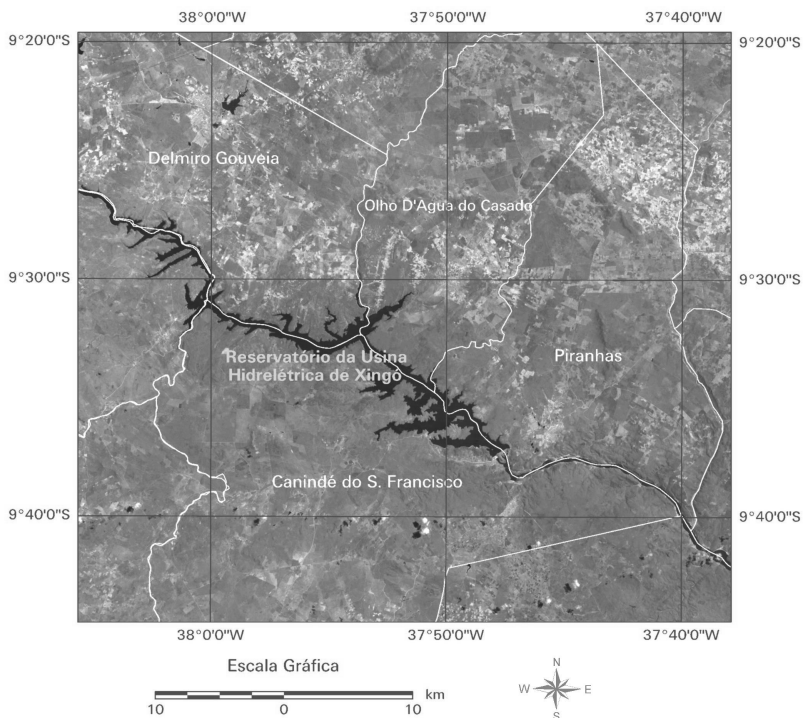 38°0'0"W 37°50'0"W 37°40'0"W
9°20'0"S 9°20'0"S
Delmiro Gouveia
Olho D'Agua do Casado
9°30'0"S 9°30'0"S
Reservatório da Usina
Hidrelétrica de Xingó
Piranhas
Canindé do S. Francisco
9°40'0"S 9°40'0"S
38°0'0"W 37°50'0"W 37°40'0"W
Escala Gráfica
km
10 0 10
N
W E
S